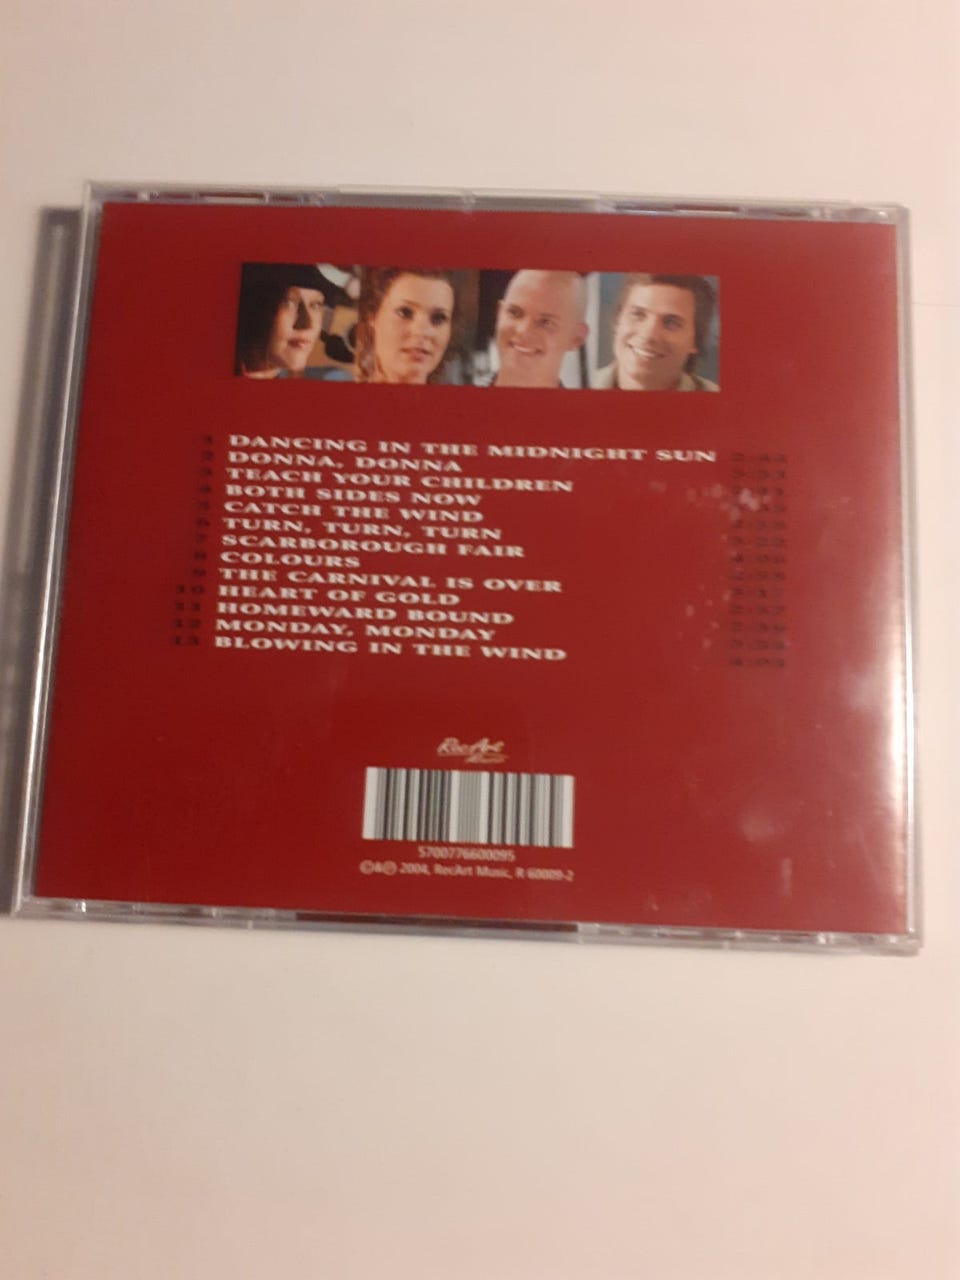 1 DANCING IN THE MIDNIGHT SUN
2 DONNA, DONNA
3 TEACH YOUR CHILDREN
4 BOTH SIDES NOW
5 CATCH THE WIND
6 TURN, TURN, TURN
7 SCARBOROUGH FAIR
8 COLOURS
9 THE CARNIVAL IS OVER
10 HEART OF GOLD
11 HOMEWARD BOUND
12 MONDAY, MONDAY
13 BLOWING IN THE WIND
RecArt
Music
5700776600095
©&℗ 2004, RecArt Music, R 60009-2